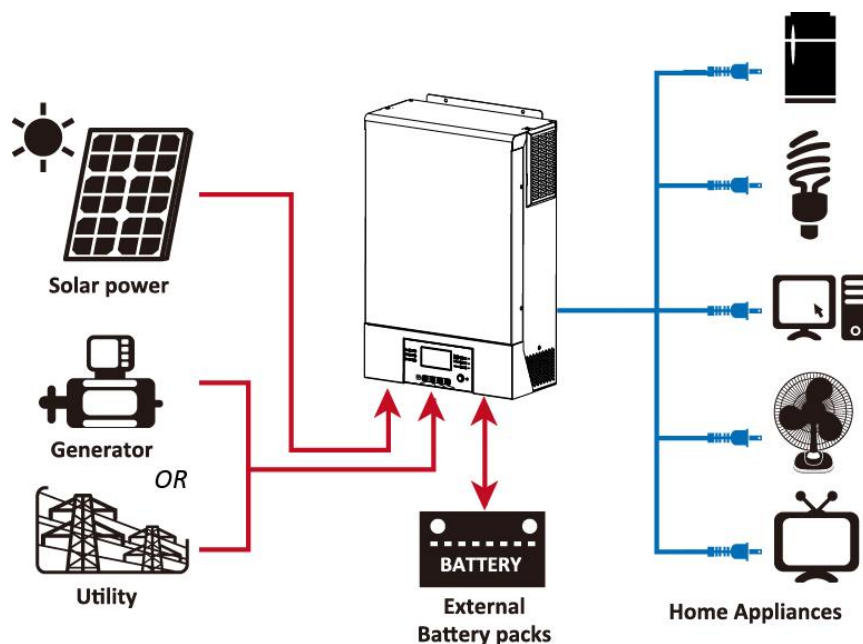 Solar power
Generator
OR
Utility
BATTERY
External
Battery packs
Home Appliances